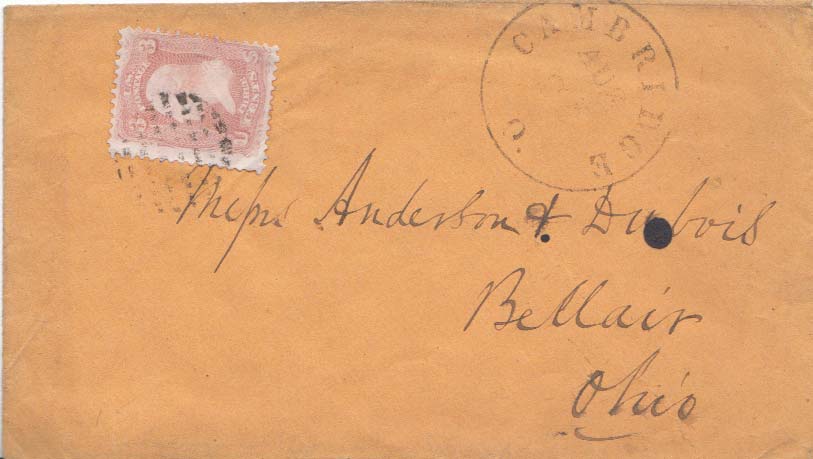 CAMBRIDGE O.
Messrs Anderson & Dubois
Bellair
Ohio